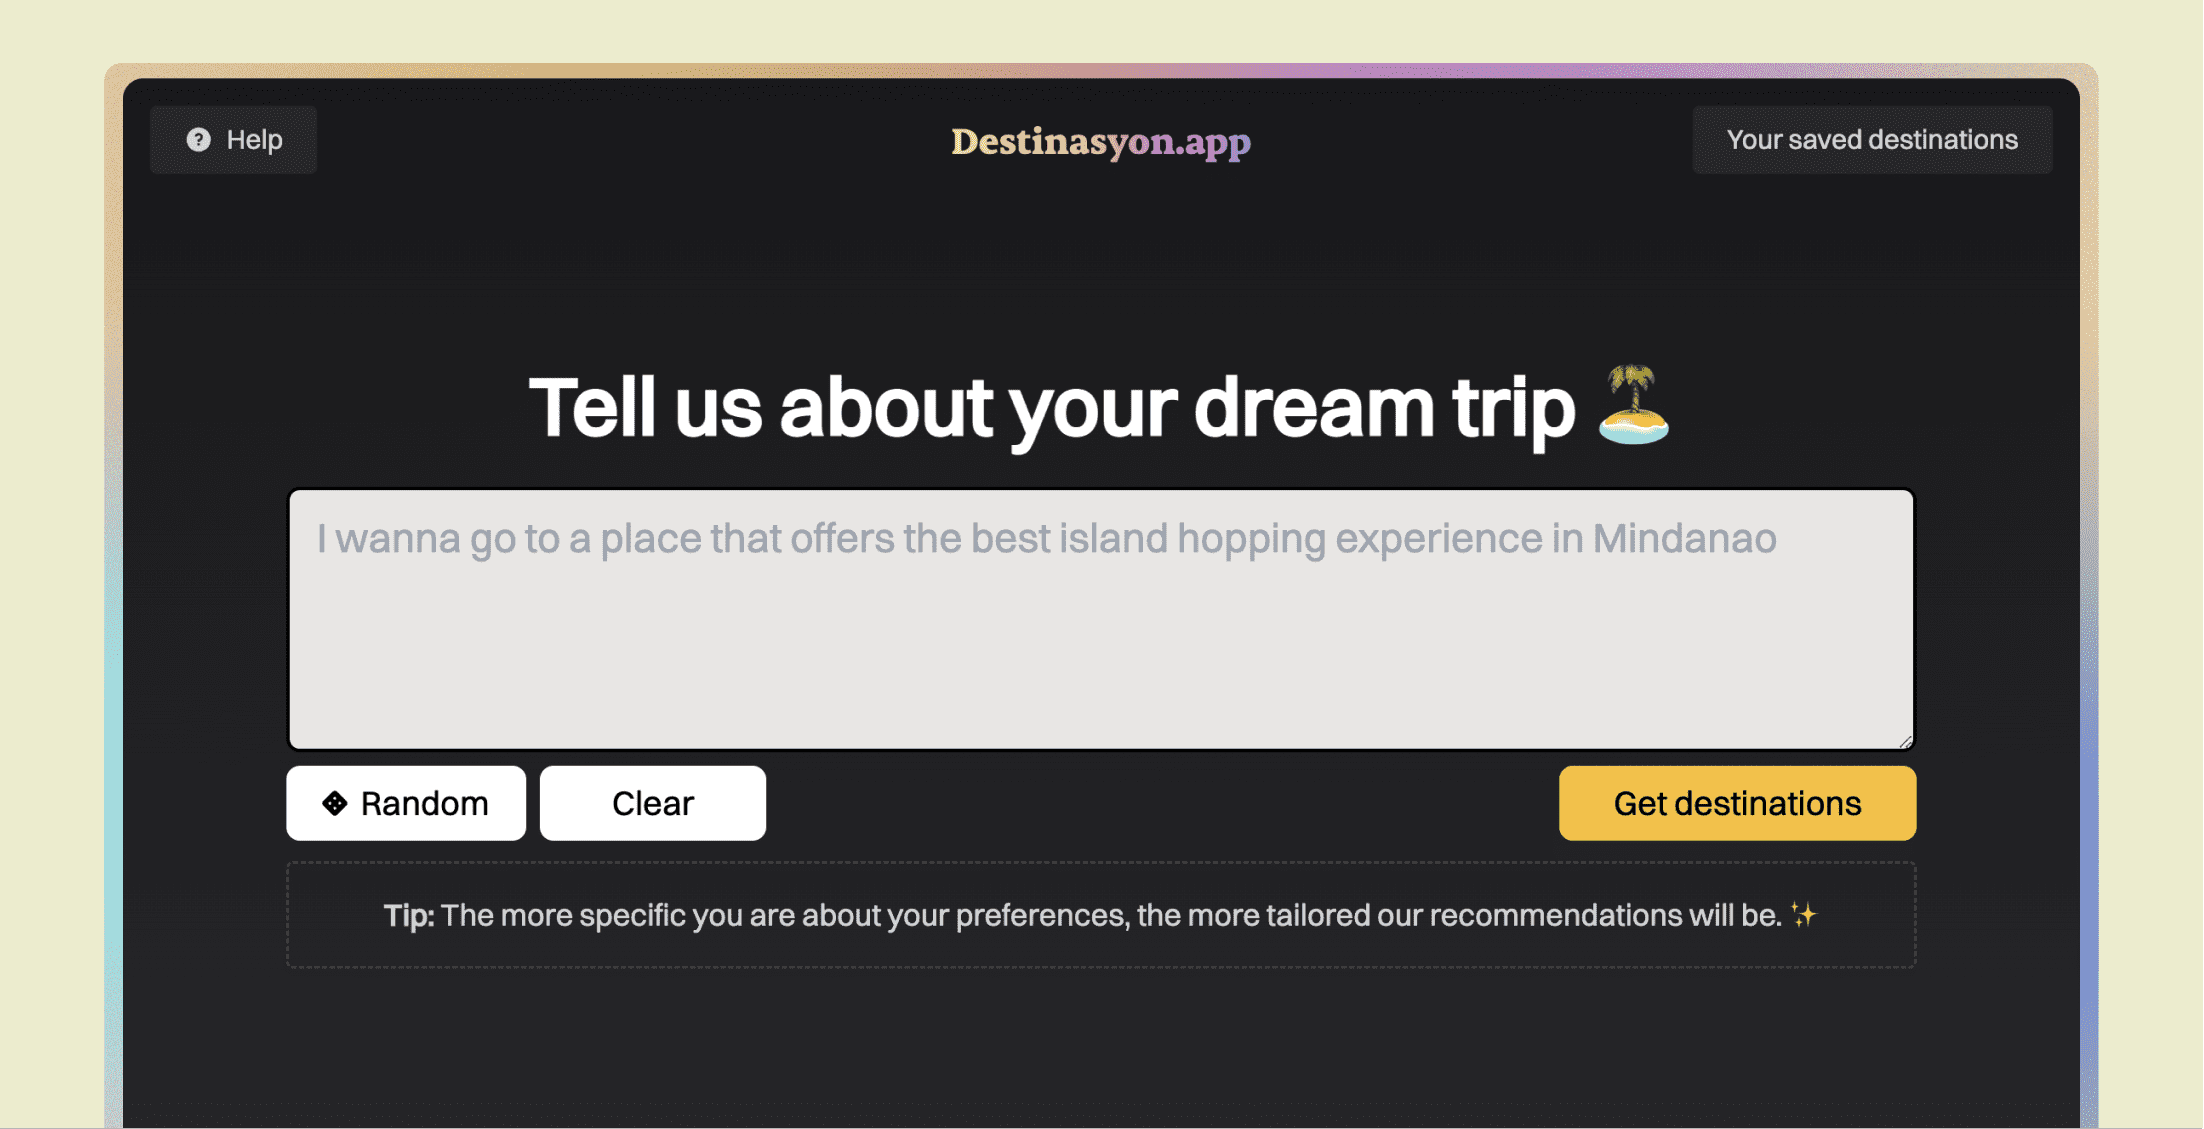 Help
Destinasyon.app
Your saved destinations
Tell us about your dream trip 🏝️
I wanna go to a place that offers the best island hopping experience in Mindanao
Random
Clear
Get destinations
Tip: The more specific you are about your preferences, the more tailored our recommendations will be. ✨